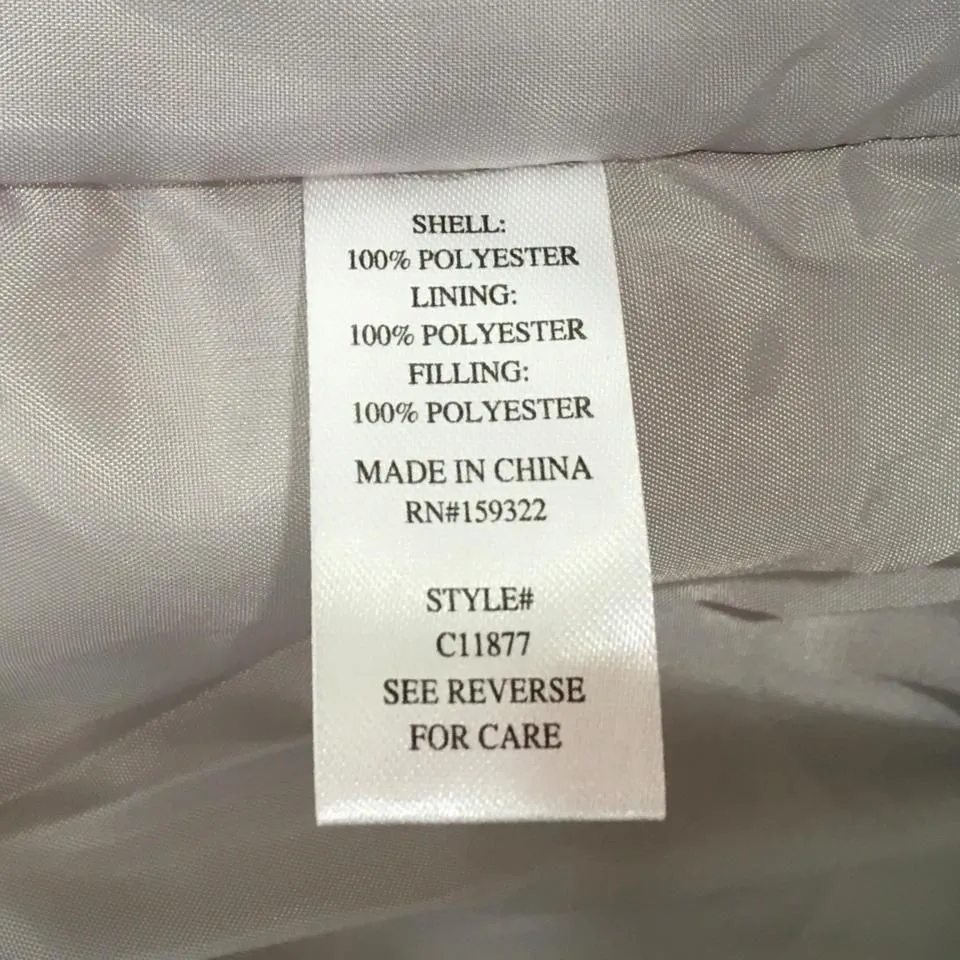 SHELL:
100% POLYESTER
LINING:
100% POLYESTER
FILLING:
100% POLYESTER
MADE IN CHINA
RN#159322
STYLE#
C11877
SEE REVERSE
FOR CARE